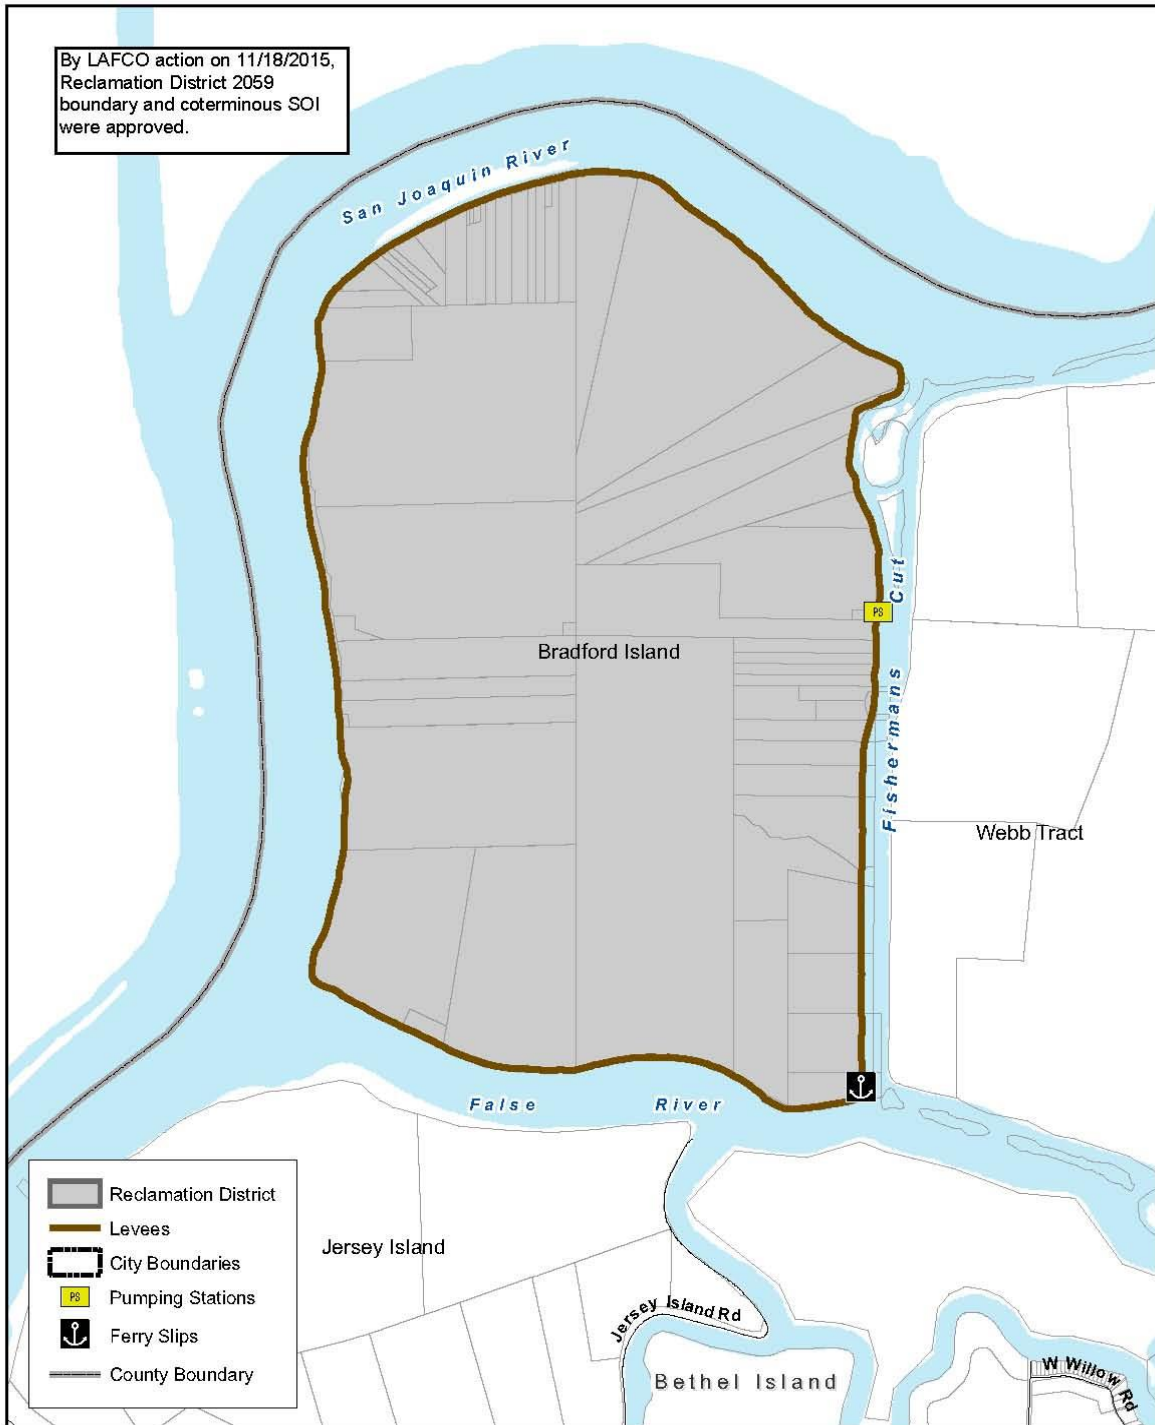 By LAFCO action on 11/18/2015,
Reclamation District 2059
boundary and coterminous SOI
were approved.
San Joaquin River
Fishermans Cut
PS
Bradford Island
Webb Tract
False River
Jersey Island
Jersey Island Rd
Bethel Island
W Willow Rd
Reclamation District
Levees
City Boundaries
PS Pumping Stations
Ferry Slips
County Boundary